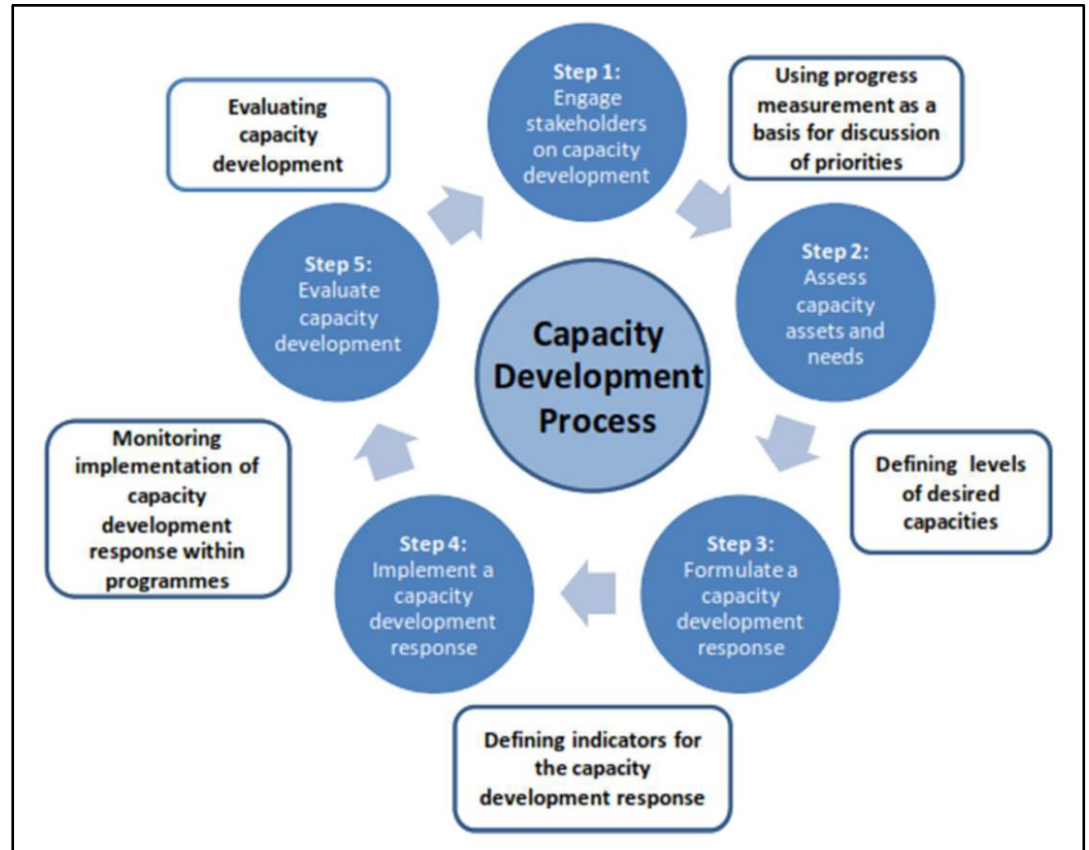 Step 1:
Engage
stakeholders
on capacity
development
Using progress
measurement as a
basis for discussion
of priorities
Step 2:
Assess
capacity
assets and
needs
Defining levels
of desired
capacities
Step 3:
Formulate a
capacity
development
response
Defining indicators for
the capacity
development response
Step 4:
Implement a
capacity
development
response
Monitoring
implementation of
capacity
development
response within
programmes
Step 5:
Evaluate
capacity
development
Evaluating
capacity
development
Capacity
Development
Process